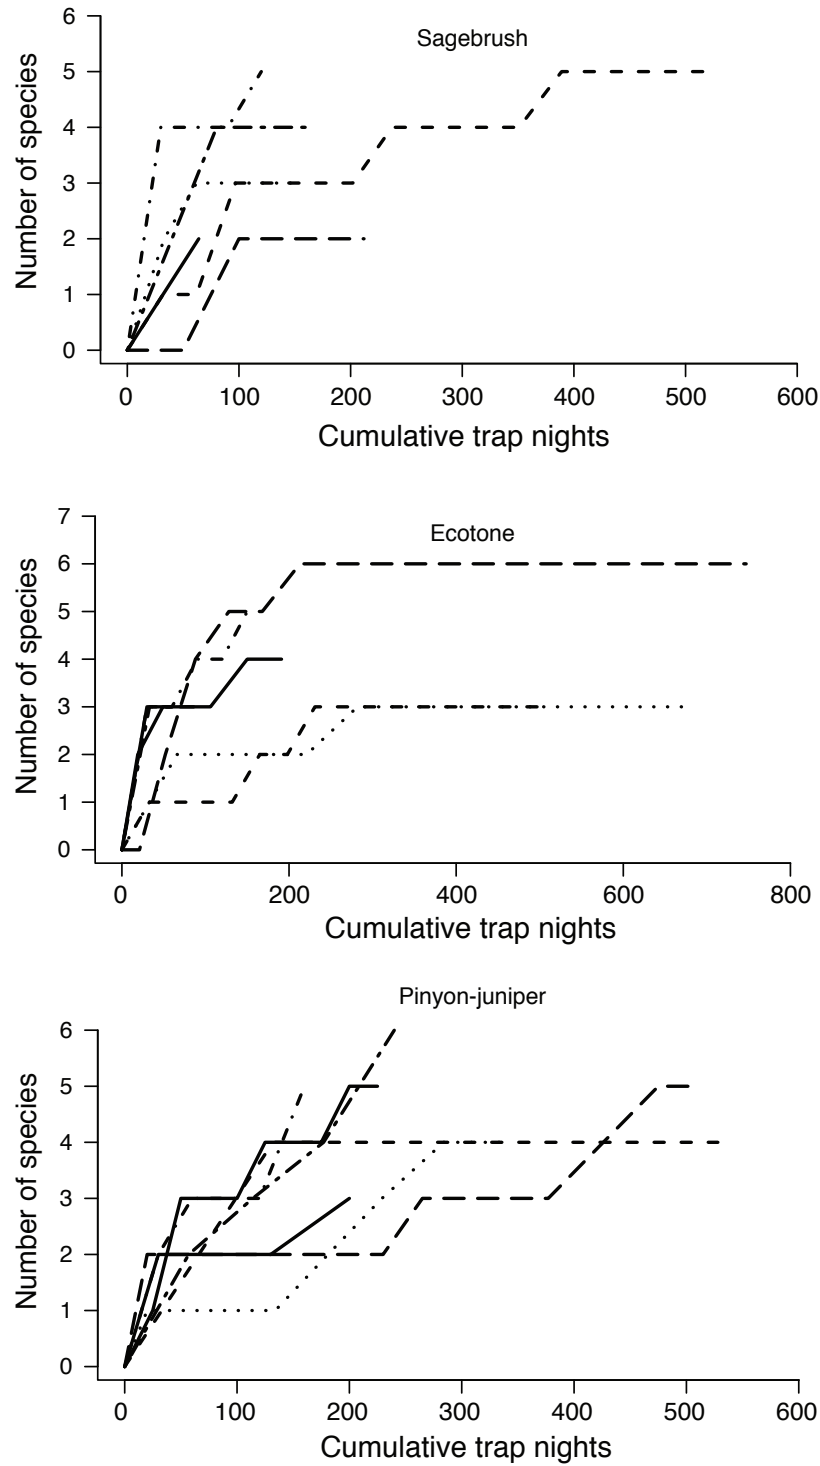 Sagebrush
Number of species
6
5
4
3
2
1
0
0 100 200 300 400 500 600
Cumulative trap nights
Ecotone
Number of species
7
6
5
4
3
2
1
0
0 200 400 600 800
Cumulative trap nights
Pinyon-juniper
Number of species
6
5
4
3
2
1
0
0 100 200 300 400 500 600
Cumulative trap nights